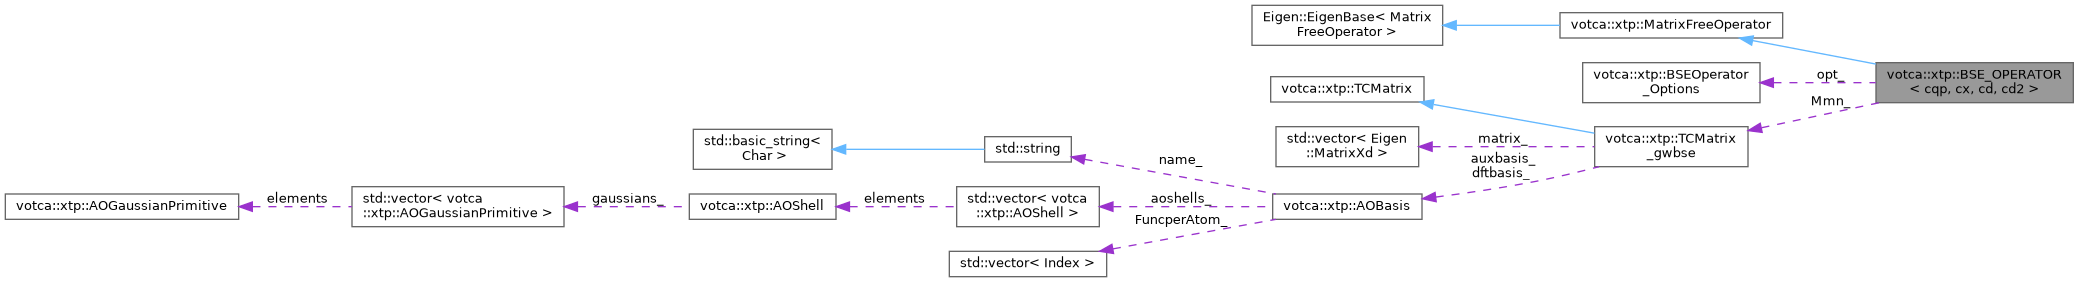 Eigen::EigenBase< Matrix
FreeOperator >
votca::xtp::MatrixFreeOperator
votca::xtp::BSEOperator
_Options
opt_
votca::xtp::BSE_OPERATOR
< cqp, cx, cd, cd2 >
Mmn_
votca::xtp::TCMatrix
std::vector< Eigen
::MatrixXd >
matrix_
votca::xtp::TCMatrix
_gwbse
auxbasis_
dftbasis_
std::basic_string<
Char >
std::string
name_
votca::xtp::AOGaussianPrimitive
elements
std::vector< votca
::xtp::AOGaussianPrimitive >
gaussians_
votca::xtp::AOShell
elements
std::vector< votca
::xtp::AOShell >
aoshells_
votca::xtp::AOBasis
FuncperAtom_
std::vector< Index >